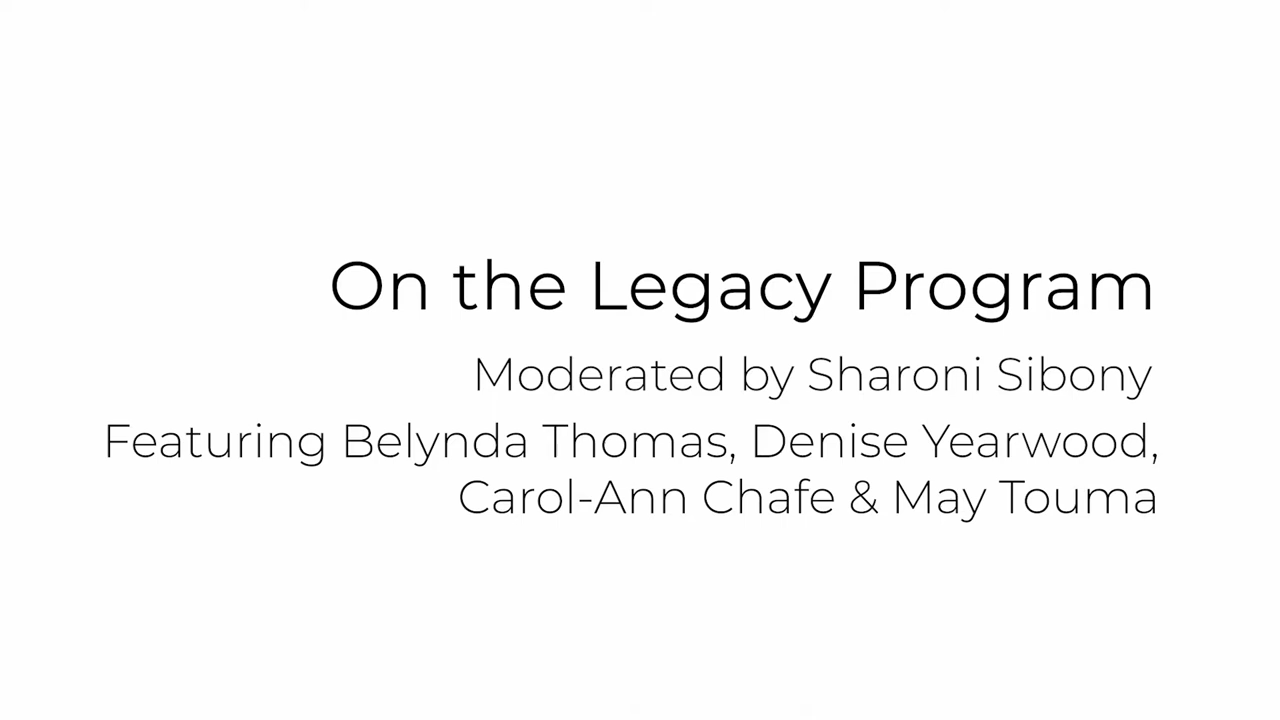 On the Legacy Program
Moderated by Sharoni Sibony
Featuring Belynda Thomas, Denise Yearwood,
Carol-Ann Chafe & May Touma